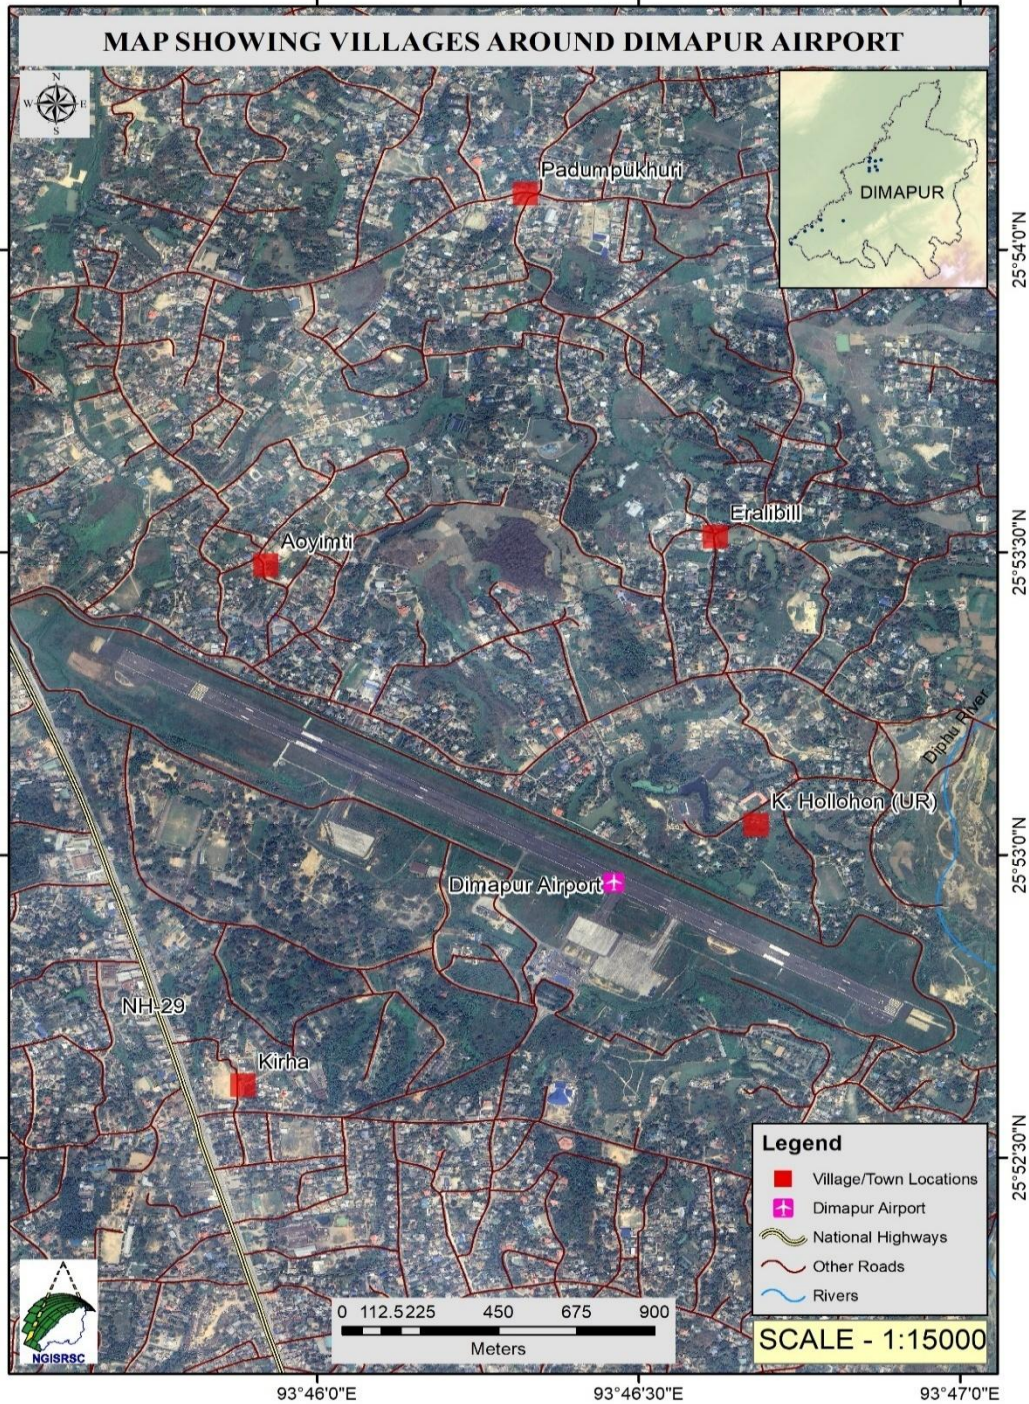 MAP SHOWING VILLAGES AROUND DIMAPUR AIRPORT
N
W E
S
DIMAPUR
Padumpukhuri
25°54'0"N
Eralibill
Aoyimti
25°53'30"N
Diphu River
K. Hollohon (UR)
25°53'0"N
Dimapur Airport
NH-29
Kirha
25°52'30"N
Legend
Village/Town Locations
Dimapur Airport
National Highways
Other Roads
Rivers
SCALE - 1:15000
NGISRSC
0 112.5 225 450 675 900
Meters
93°46'0"E 93°46'30"E 93°47'0"E